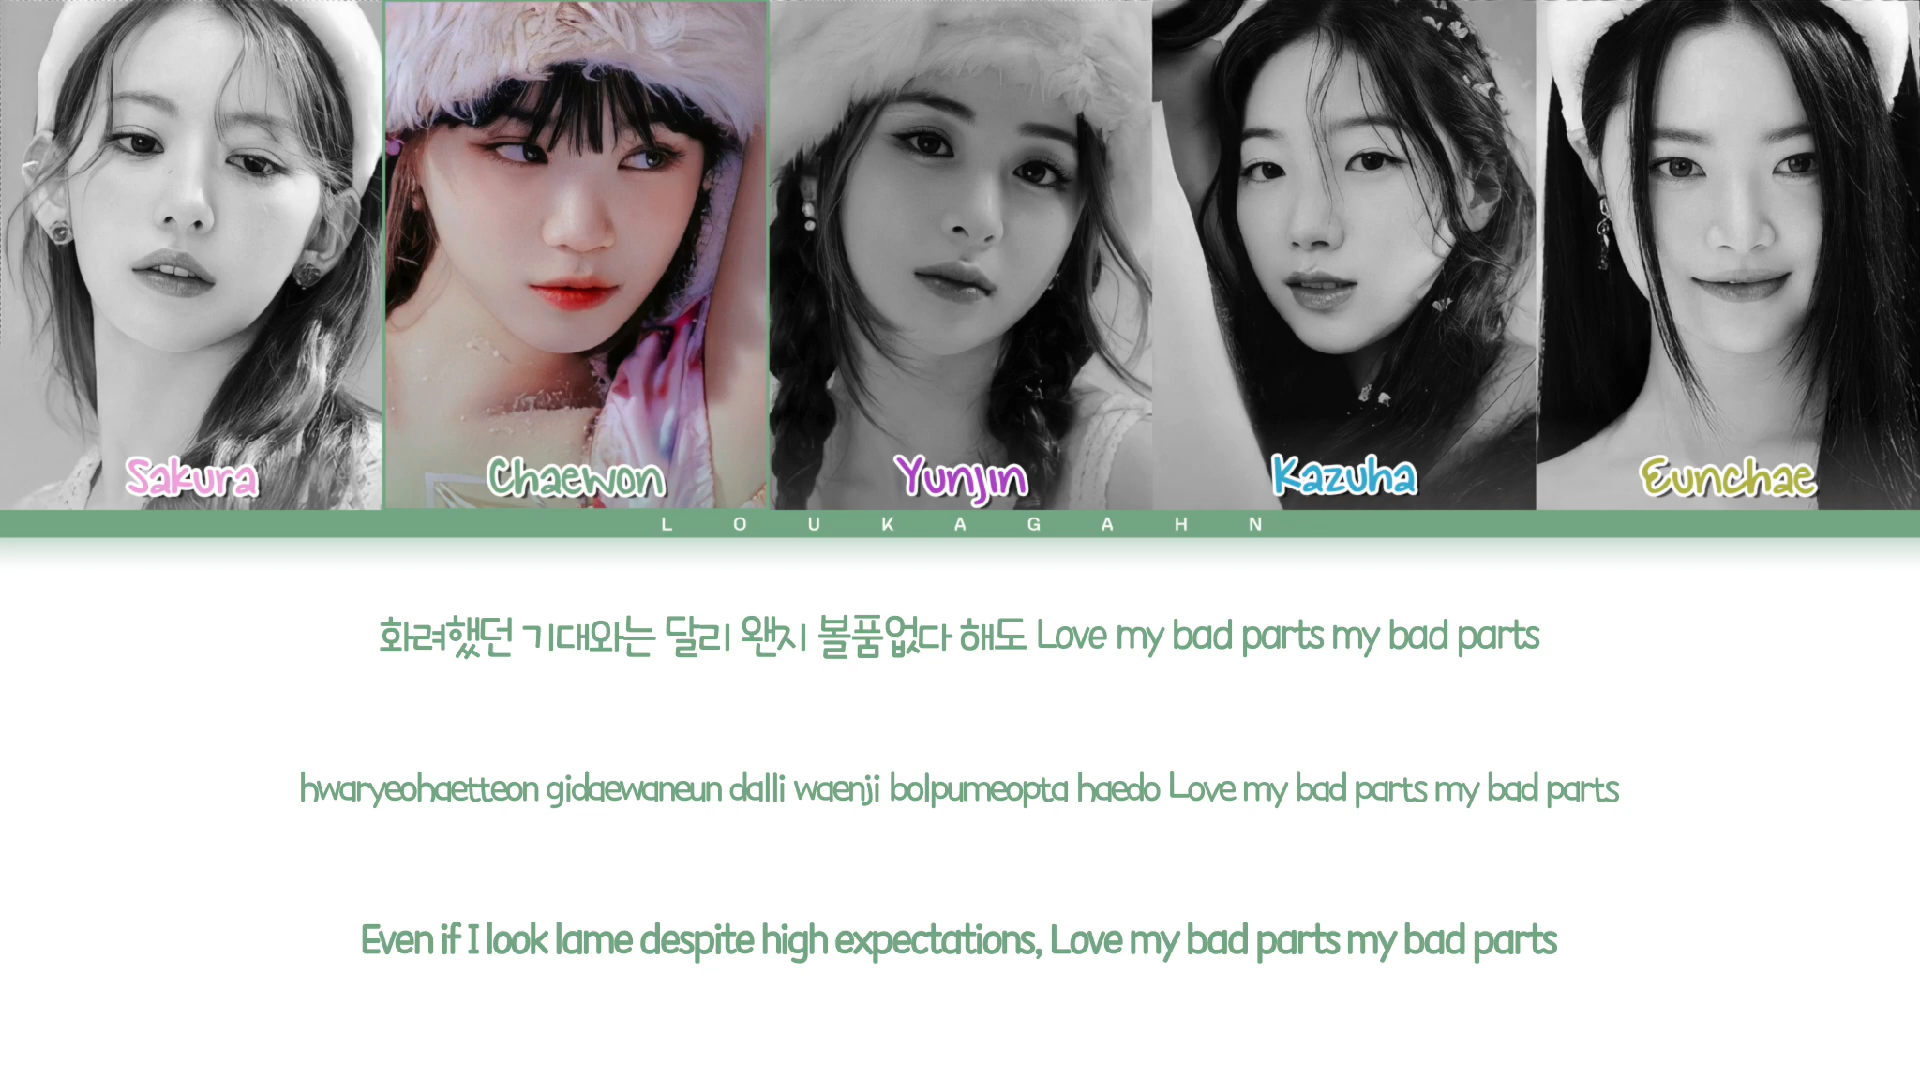 Sakura Chaewon Yunjin Kazuha Eunchae
LOUKAGAHN
화려했던 기대와는 달리 왠지 볼품없다 해도 Love my bad parts my bad parts
hwaryeohaetteon gidaewaneun dalli waenji bolpumeopta haedo Love my bad parts my bad parts
Even if I look lame despite high expectations, Love my bad parts my bad parts